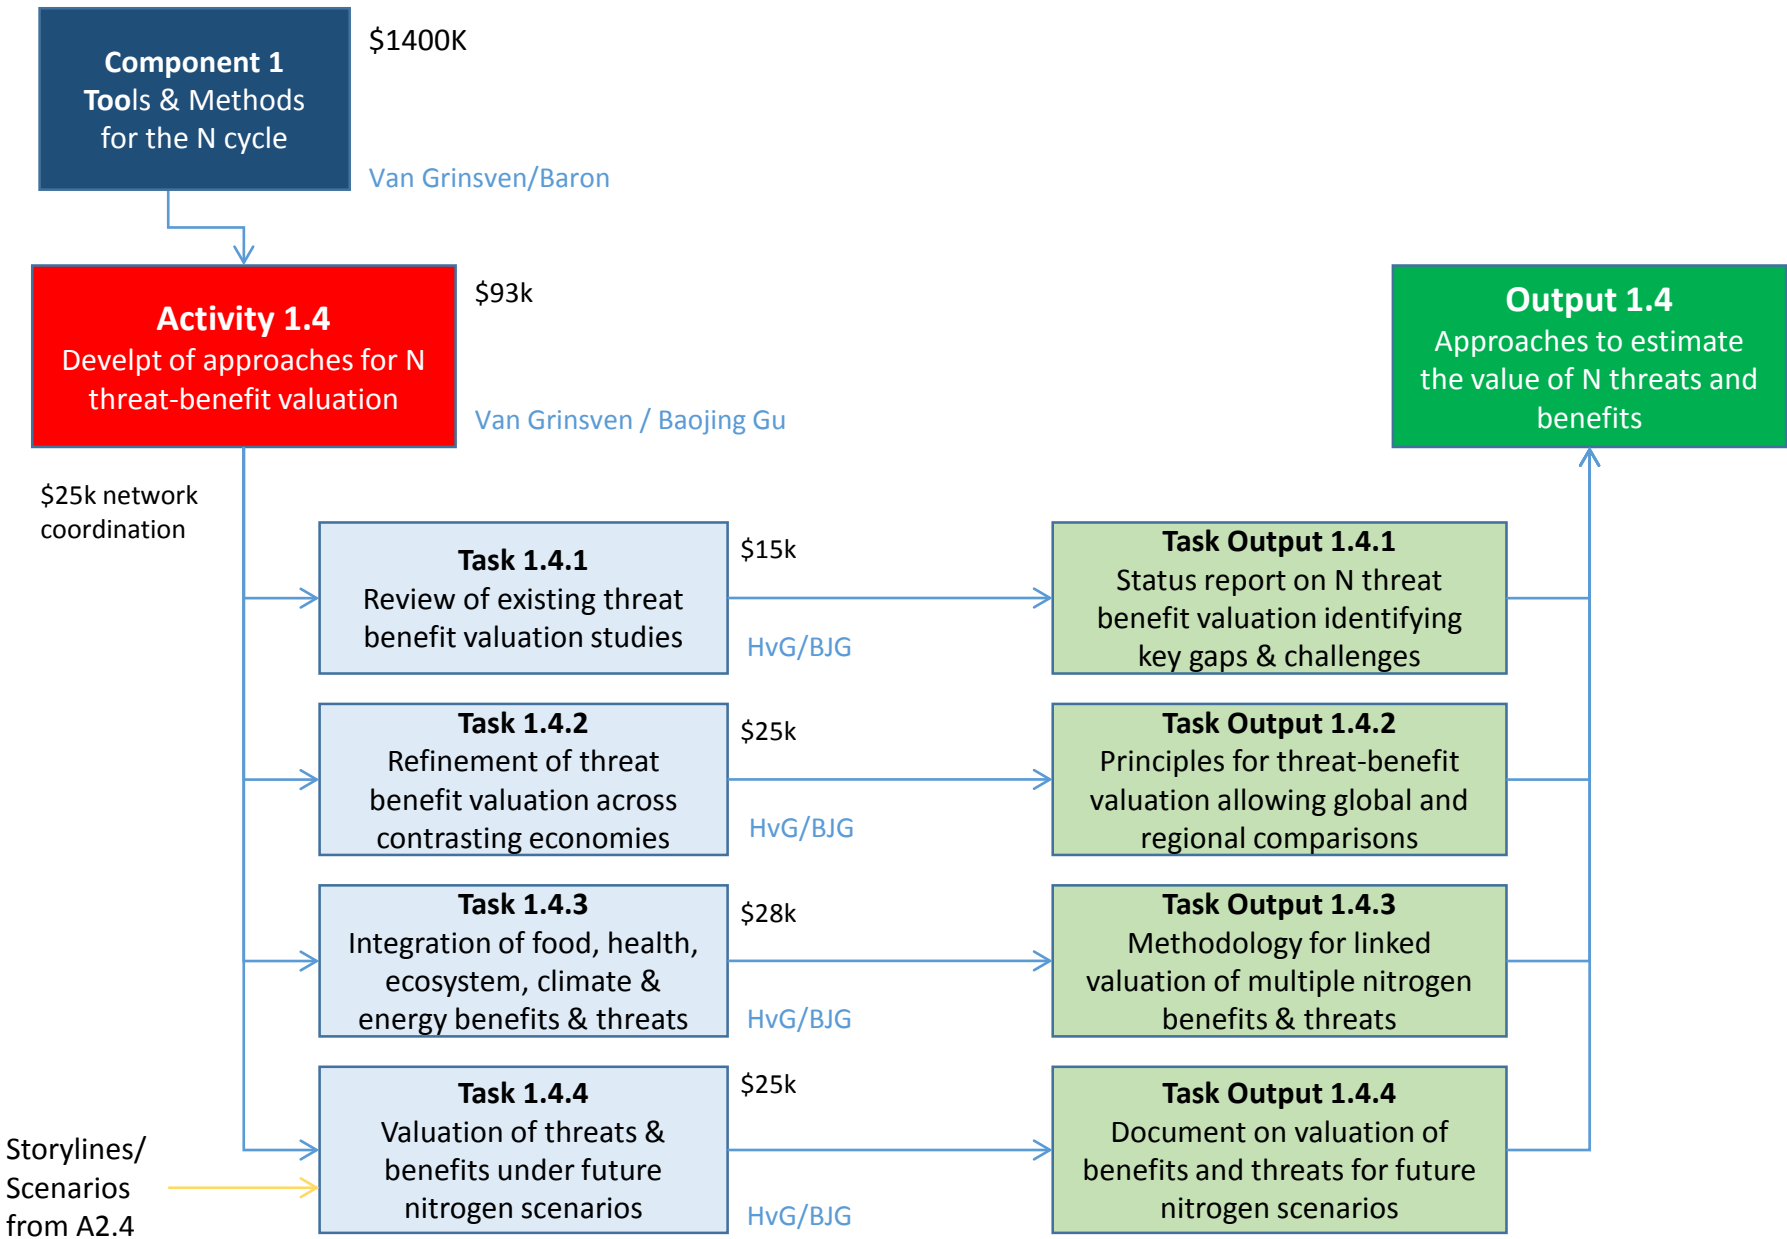 Component 1
Tools & Methods
for the N cycle
$1400K
Van Grinsven/Baron
Activity 1.4
Develpt of approaches for N
threat-benefit valuation
$93k
Van Grinsven / Baojing Gu
Output 1.4
Approaches to estimate
the value of N threats and
benefits
$25k network
coordination
Task 1.4.1
Review of existing threat
benefit valuation studies
$15k
HvG/BJG
Task Output 1.4.1
Status report on N threat
benefit valuation identifying
key gaps & challenges
Task 1.4.2
Refinement of threat
benefit valuation across
contrasting economies
$25k
HvG/BJG
Task Output 1.4.2
Principles for threat-benefit
valuation allowing global and
regional comparisons
Task 1.4.3
Integration of food, health,
ecosystem, climate &
energy benefits & threats
$28k
HvG/BJG
Task Output 1.4.3
Methodology for linked
valuation of multiple nitrogen
benefits & threats
Storylines/
Scenarios
from A2.4
Task 1.4.4
Valuation of threats &
benefits under future
nitrogen scenarios
$25k
HvG/BJG
Task Output 1.4.4
Document on valuation of
benefits and threats for future
nitrogen scenarios